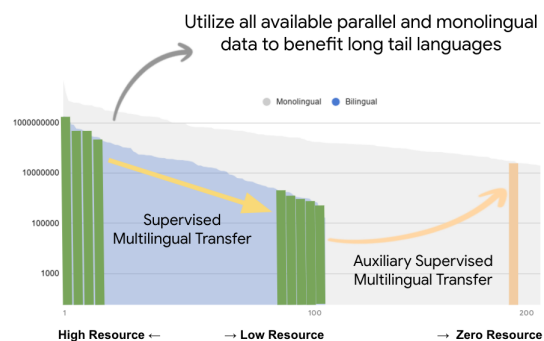 Utilize all available parallel and monolingual
data to benefit long tail languages
Monolingual Bilingual
1000000000
10000000
100000
1000
Supervised
Multilingual Transfer
Auxiliary Supervised
Multilingual Transfer
1 100 200
High Resource ← → Low Resource → Zero Resource